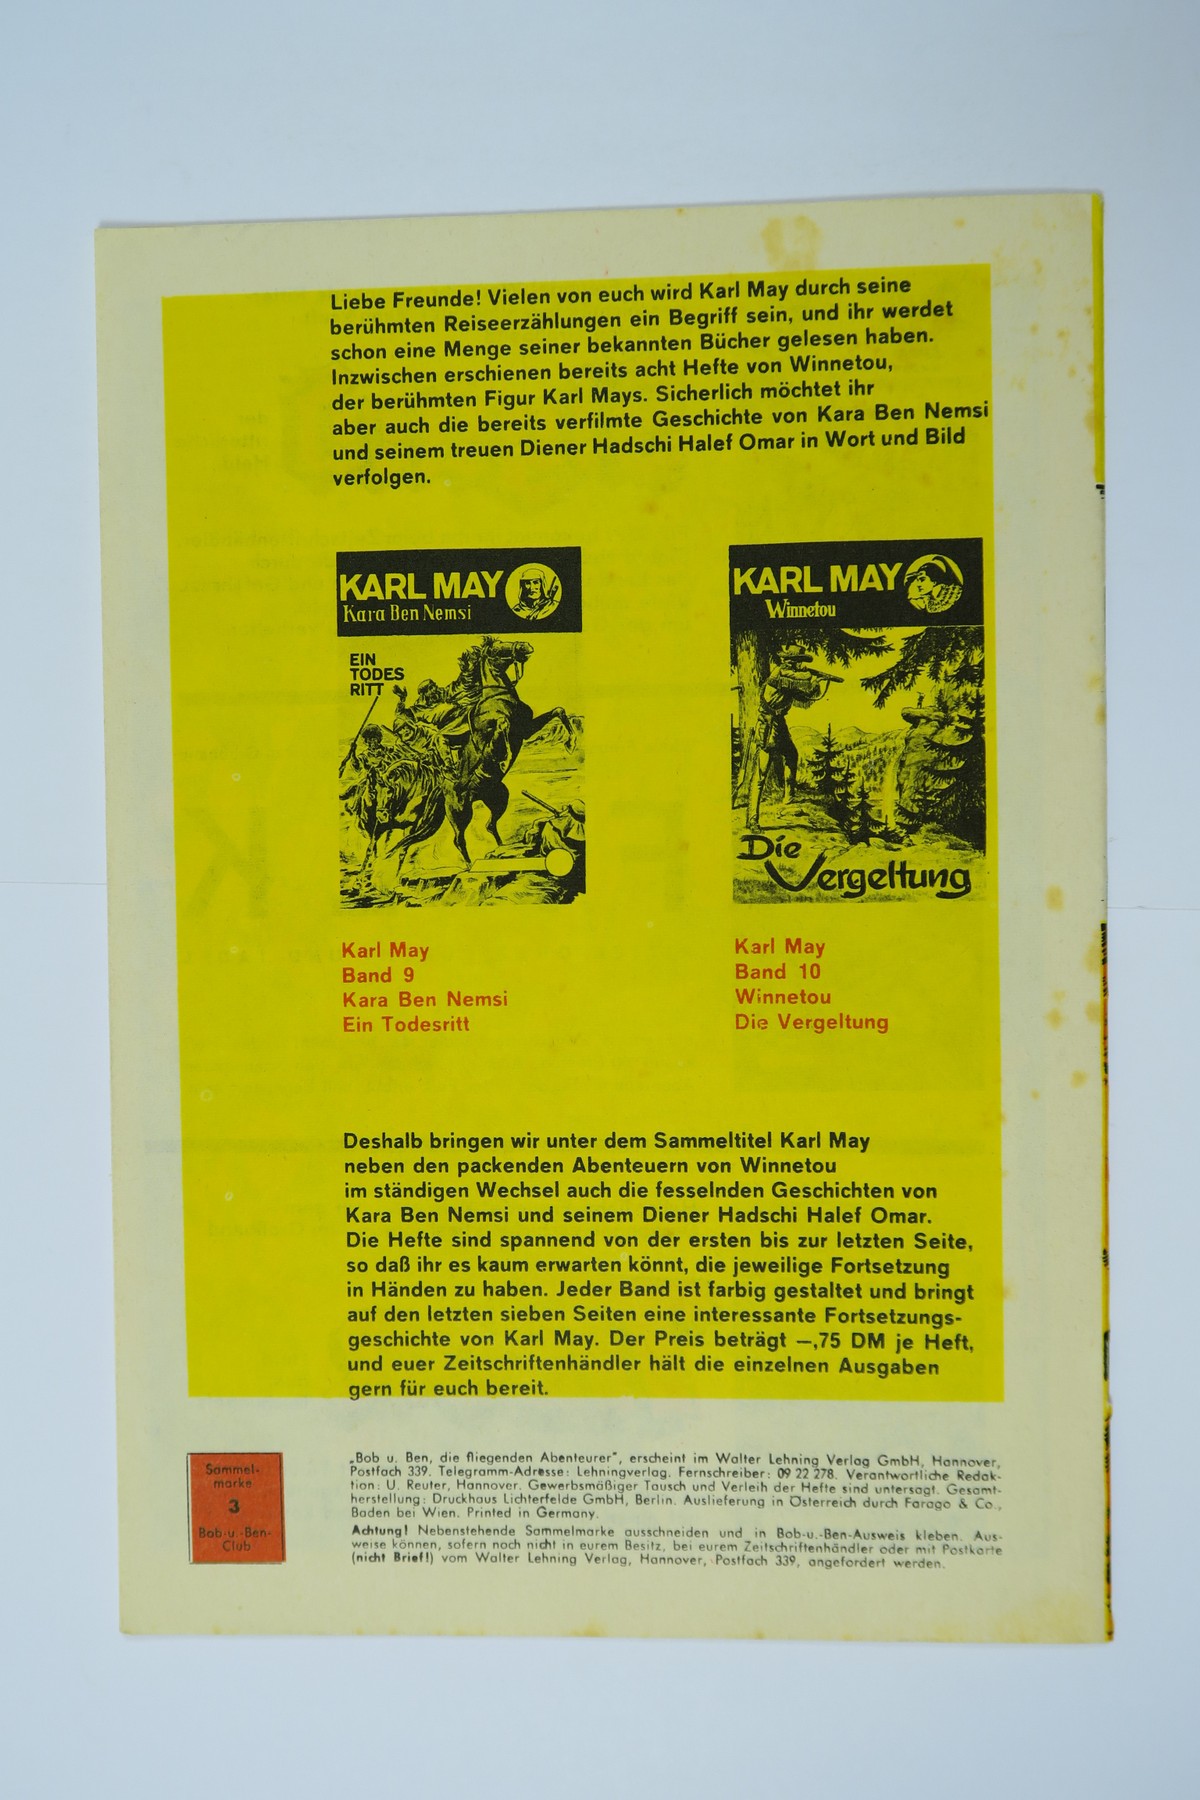 Liebe Freunde! Vielen von euch wird Karl May durch seine
berühmten Reiseerzählungen ein Begriff sein, und ihr werdet
schon eine Menge seiner bekannten Bücher gelesen haben.
Inzwischen erschienen bereits acht Hefte von Winnetou,
der berühmten Figur Karl Mays. Sicherlich möchtet ihr
aber auch die bereits verfilmte Geschichte von Kara Ben Nemsi
und seinem treuen Diener Hadschi Halef Omar in Wort und Bild
verfolgen.
KARL MAY
Kara Ben Nemsi
EIN
TODES
RITT
KARL MAY
Winnetou
Die
Vergeltung
Karl May
Band 9
Kara Ben Nemsi
Ein Todesritt
Karl May
Band 10
Winnetou
Die Vergeltung
Deshalb bringen wir unter dem Sammeltitel Karl May
neben den packenden Abenteuern von Winnetou
im ständigen Wechsel auch die fesselnden Geschichten von
Kara Ben Nemsi und seinem Diener Hadschi Halef Omar.
Die Hefte sind spannend von der ersten bis zur letzten Seite,
so daß ihr es kaum erwarten könnt, die jeweilige Fortsetzung
in Händen zu haben. Jeder Band ist farbig gestaltet und bringt
auf den letzten sieben Seiten eine interessante Fortsetzungs-
geschichte von Karl May. Der Preis beträgt —,75 DM je Heft,
und euer Zeitschriftenhändler hält die einzelnen Ausgaben
gern für euch bereit.
Sammel-
marke
3
Bob-u.-Ben-
Club
„Bob u. Ben, die fliegenden Abenteurer", erscheint im Walter Lehning Verlag GmbH, Hannover,
Postfach 339. Telegramm-Adresse: Lehningverlag. Fernschreiber: 09 22 278. Verantwortliche Redak-
tion: U. Reuter, Hannover. Gewerbsmäßiger Tausch und Verleih der Hefte sind untersagt. Gesamt-
herstellung: Druckhaus Lichterfelde GmbH, Berlin. Auslieferung in Österreich durch Farago & Co.,
Baden bei Wien. Printed in Germany.
Achtung! Nebenstehende Sammelmarke ausschneiden und in Bob-u.-Ben-Ausweis kleben. Aus-
weise können, sofern noch nicht in eurem Besitz, bei eurem Zeitschriftenhändler oder mit Postkarte
(nicht Brief!) vom Walter Lehning Verlag, Hannover, Postfach 339, angefordert werden.